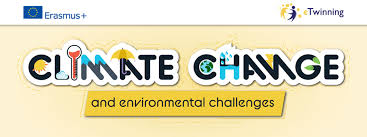 Erasmus+
eTwinning
CLIMATE CHANGE
and environmental challenges